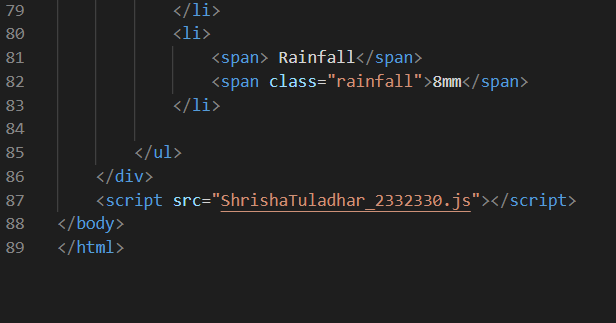 79 </li>
80 <li>
81 <span> Rainfall</span>
82 <span class="rainfall">8mm</span>
83 </li>
84
85 </ul>
86 </div>
87 <script src="ShrishaTuladhar_2332330.js"></script>
88 </body>
89 </html>